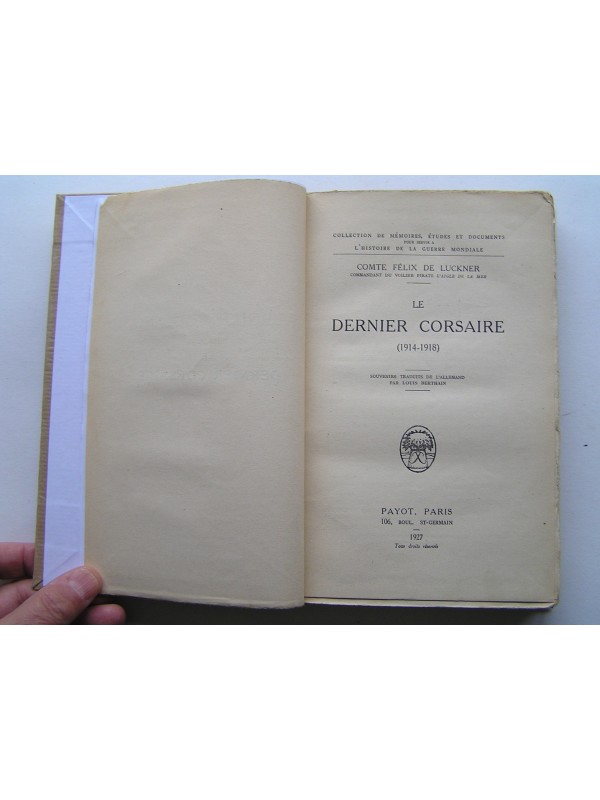 COLLECTION DE MÉMOIRES, ÉTUDES ET DOCUMENTS
POUR SERVIR A
L'HISTOIRE DE LA GUERRE MONDIALE
COMTE FÉLIX DE LUCKNER
COMMANDANT DU VOILIER PIRATE L'AIGLE DE LA MER
LE
DERNIER CORSAIRE
(1914-1918)
SOUVENIRS TRADUITS DE L'ALLEMAND
PAR LOUIS BERTHAIN
PAYOT, PARIS
106, BOUL. ST-GERMAIN
1927
Tous droits réservés